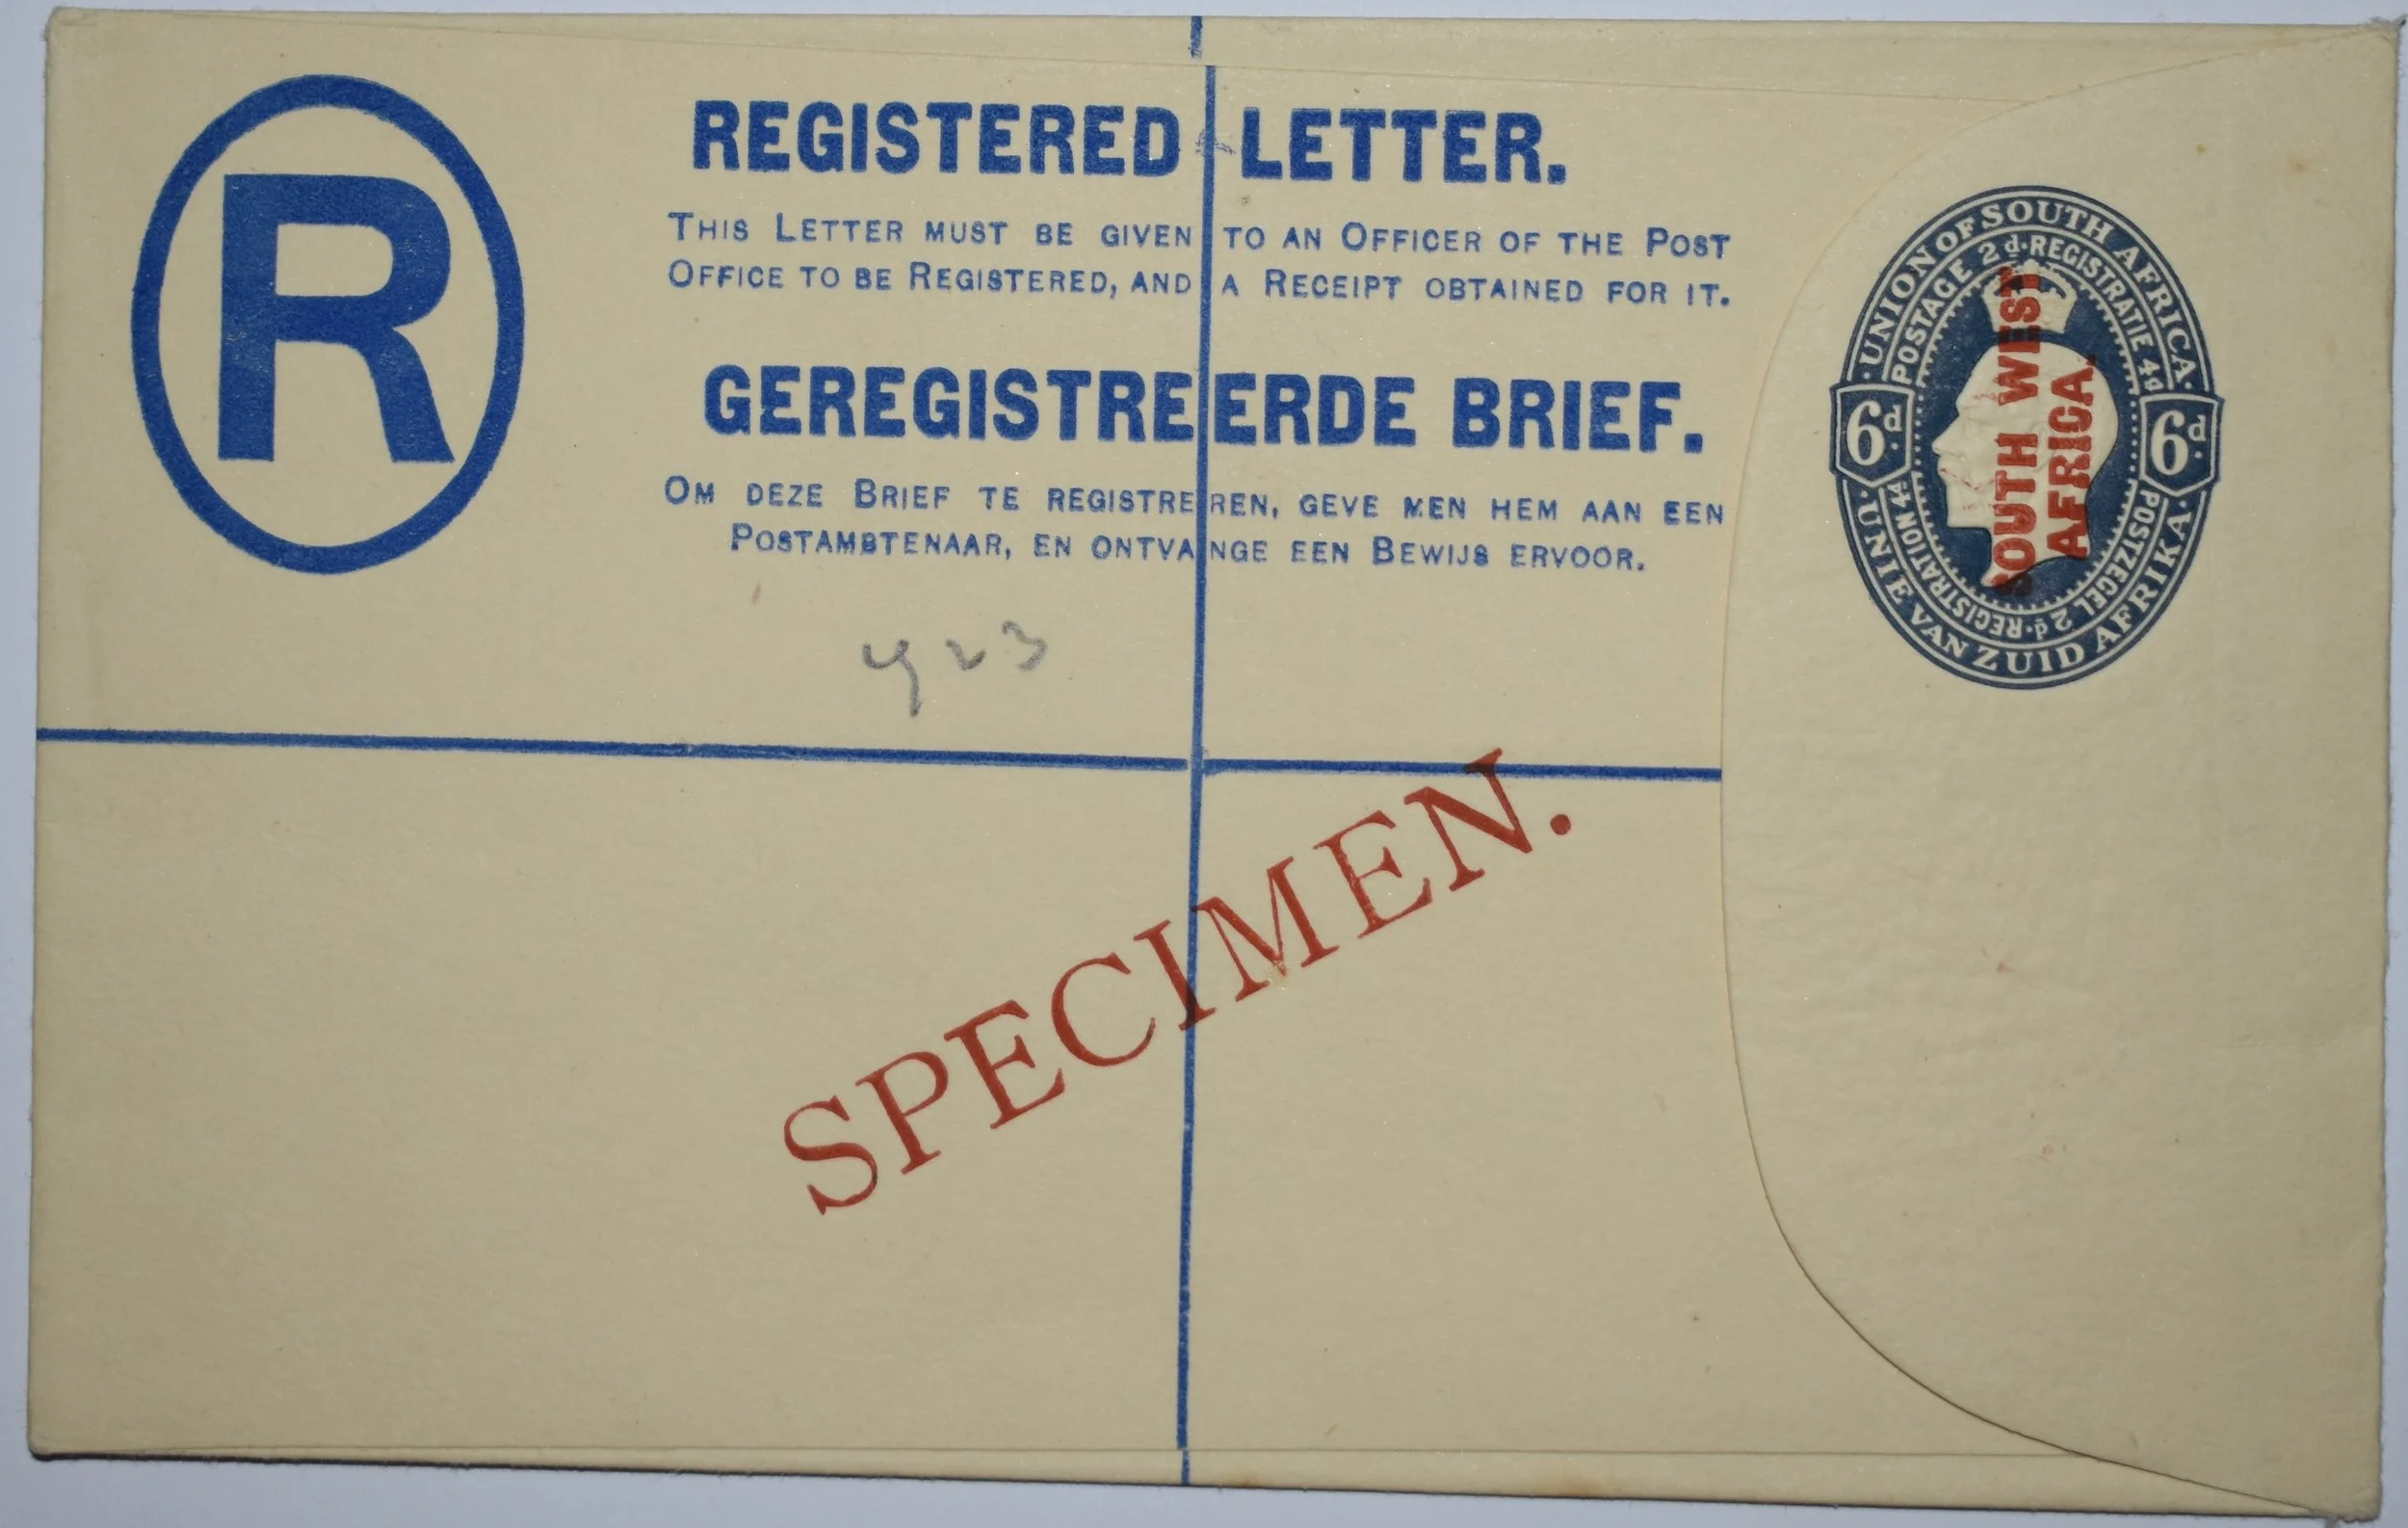 R
REGISTERED LETTER.
THIS LETTER MUST BE GIVEN TO AN OFFICER OF THE POST
OFFICE TO BE REGISTERED, AND A RECEIPT OBTAINED FOR IT.
GEREGISTREERDE BRIEF.
OM DEZE BRIEF TE REGISTREREN, GEVE MEN HEM AAN EEN
POSTAMBTENAAR, EN ONTVANGE EEN BEWIJS ERVOOR.
923
SPECIMEN.
·UNION OF SOUTH AFRICA·
POSTAGE 2d·REGISTRATIE 4d
6d.
6d.
SOUTH WEST
AFRICA.
POSTZEGEL 2d·REGISTRATION 4d
·UNIE VAN ZUID AFRIKA·